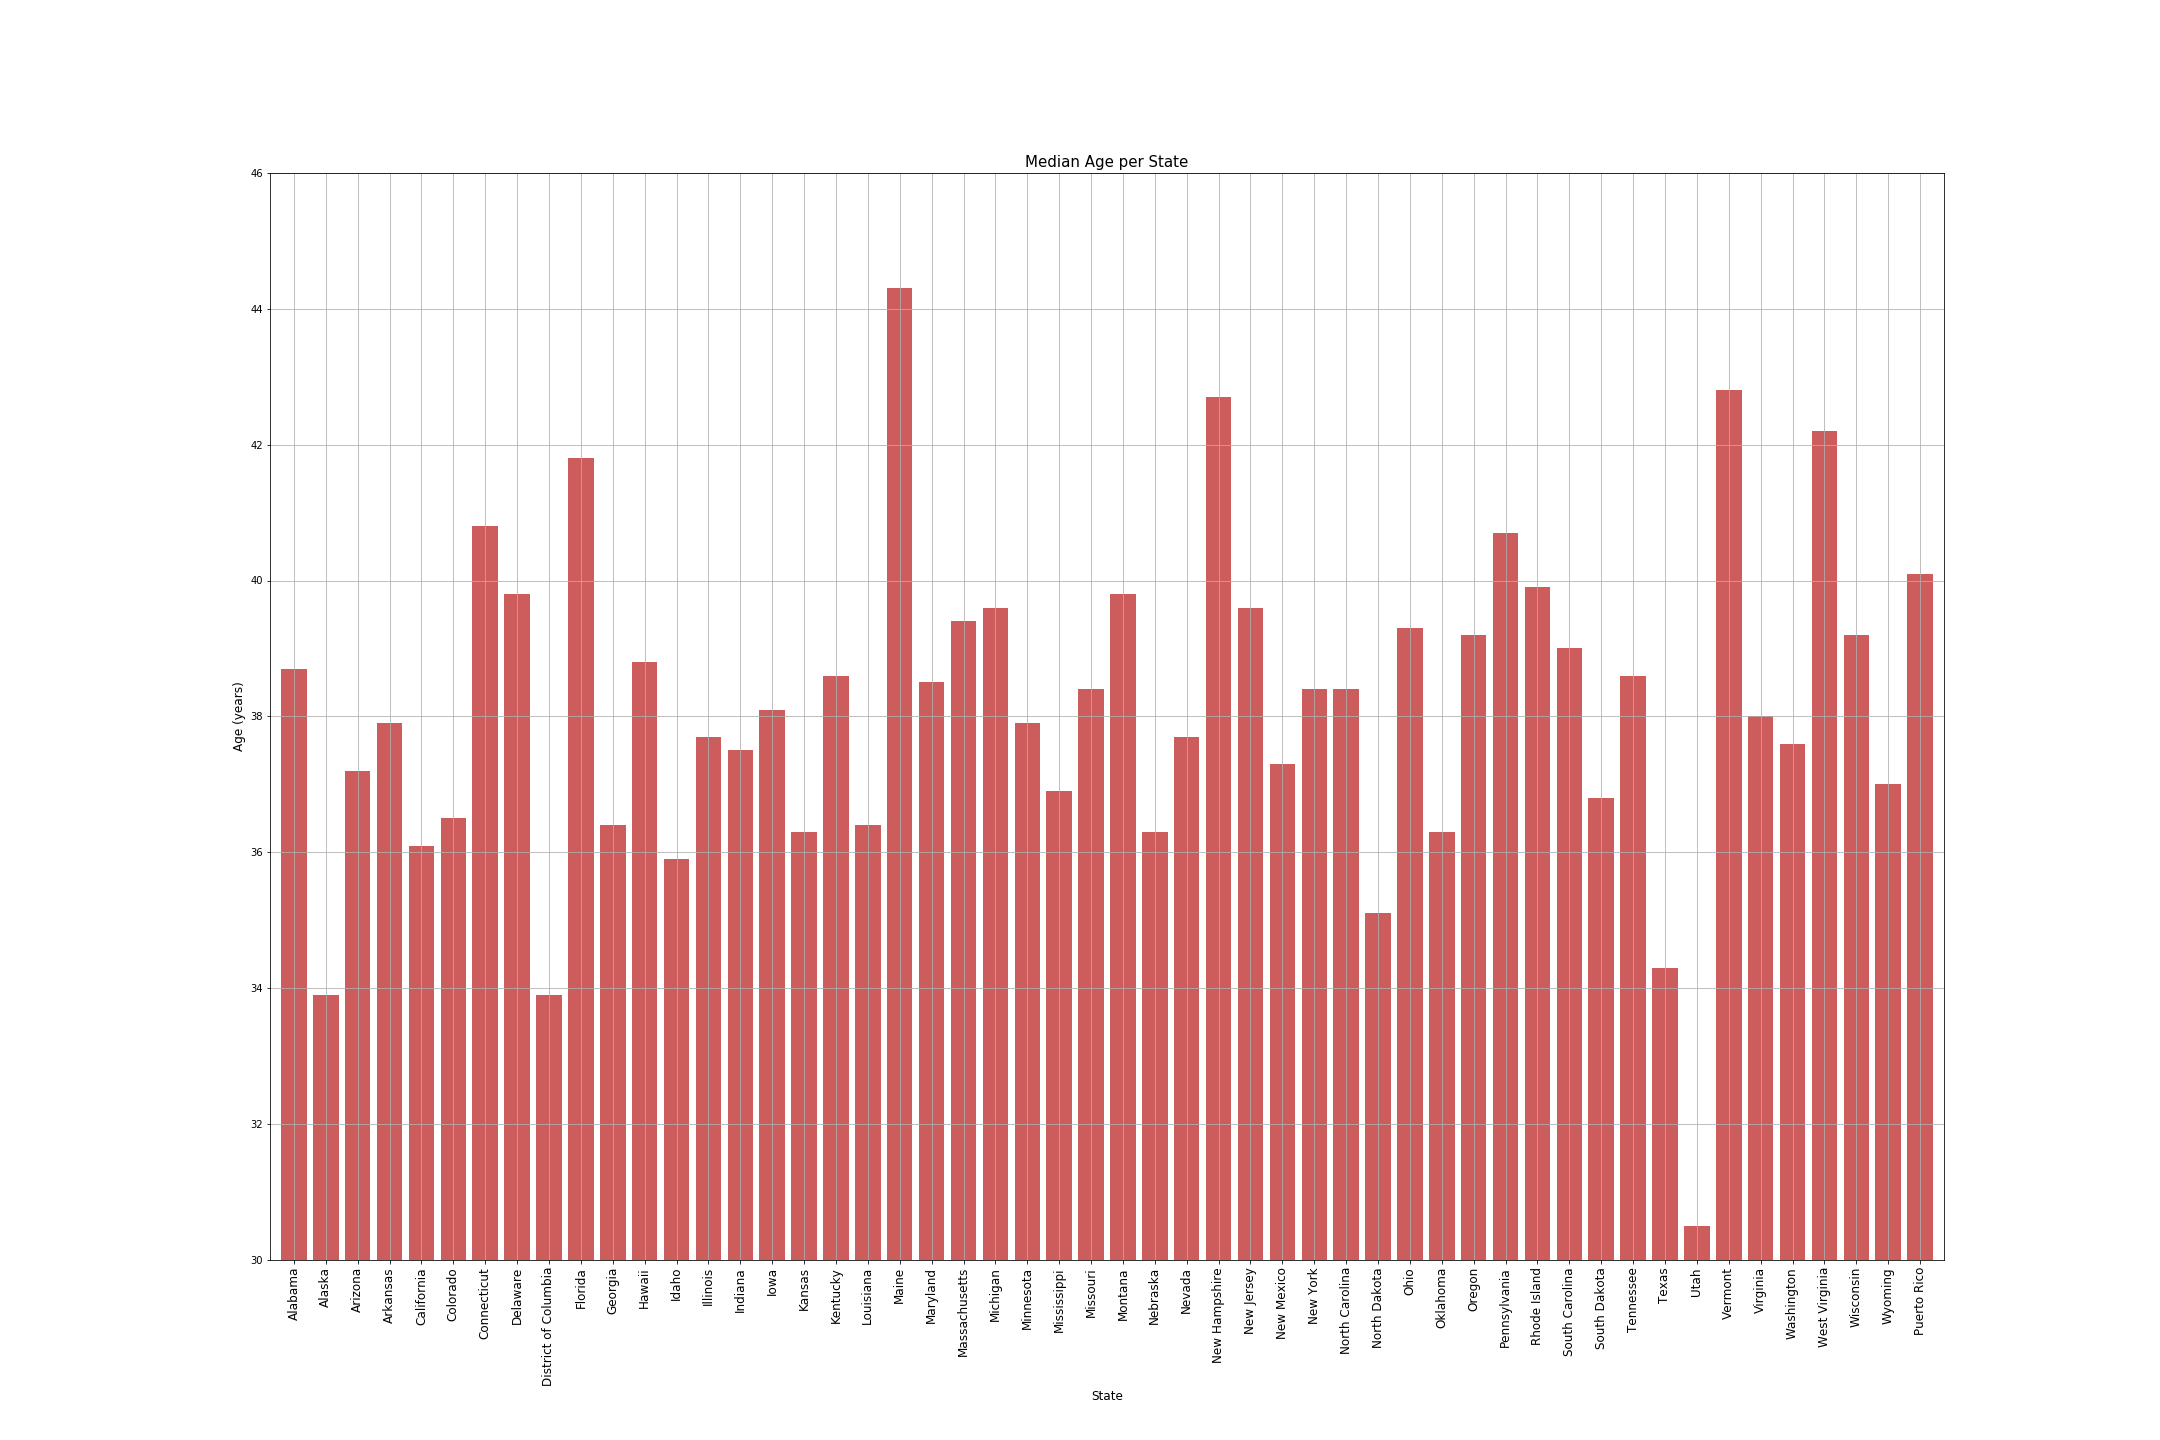 Median Age per State
46
44
42
40
38
36
34
32
30
Age (years)
Alabama
Alaska
Arizona
Arkansas
California
Colorado
Connecticut
Delaware
District of Columbia
Florida
Georgia
Hawaii
Idaho
Illinois
Indiana
Iowa
Kansas
Kentucky
Louisiana
Maine
Maryland
Massachusetts
Michigan
Minnesota
Mississippi
Missouri
Montana
Nebraska
Nevada
New Hampshire
New Jersey
New Mexico
New York
North Carolina
North Dakota
Ohio
Oklahoma
Oregon
Pennsylvania
Rhode Island
South Carolina
South Dakota
Tennessee
Texas
Utah
Vermont
Virginia
Washington
West Virginia
Wisconsin
Wyoming
Puerto Rico
State